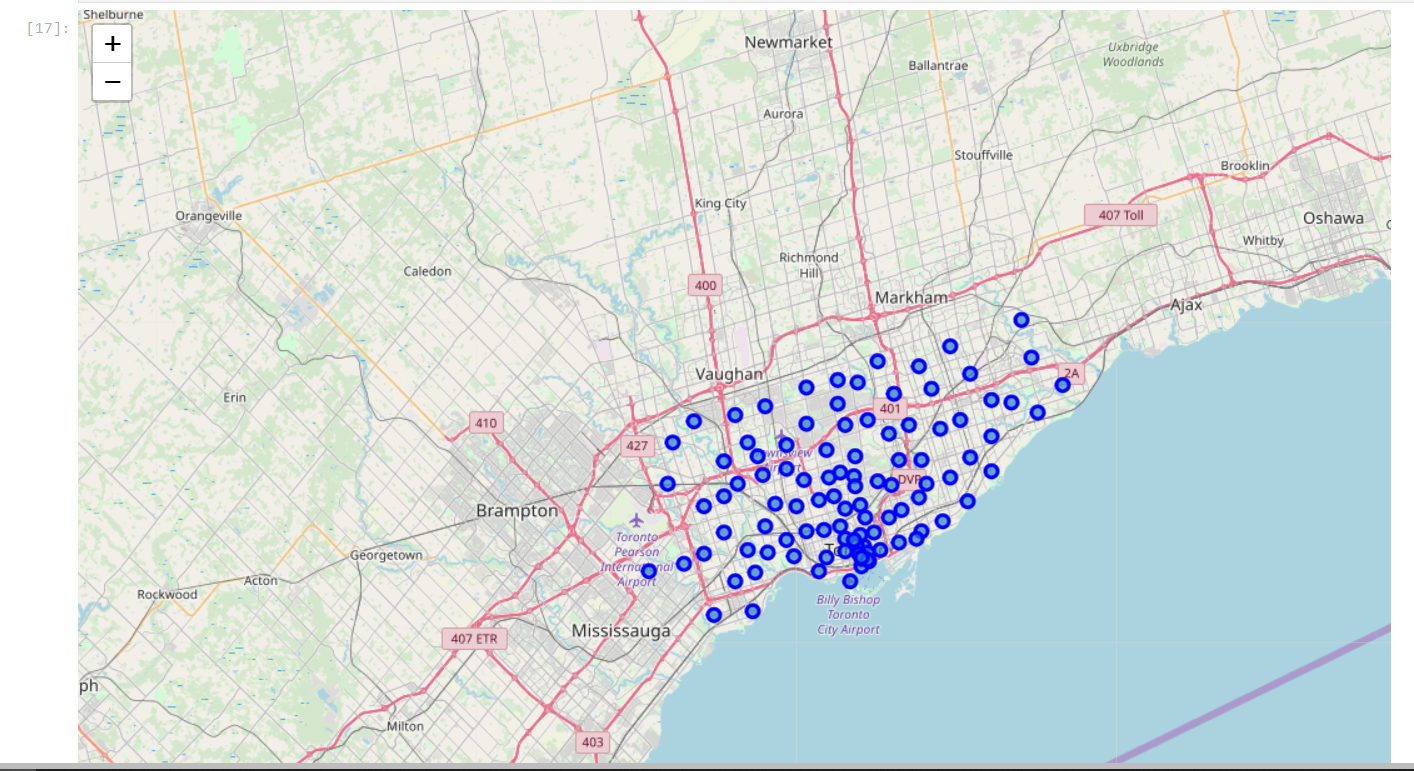 Shelburne
[17]:
+
−
Newmarket
Uxbridge
Woodlands
Ballantrae
Aurora
Stouffville
Brooklin
King City
Orangeville
407 Toll
Oshawa
Whitby
Richmond
Hill
Caledon
400
Markham
Ajax
Vaughan
2A
Erin
401
410
427
DVP
Brampton
Toronto
Pearson
International
Airport
Georgetown
To
Acton
Rockwood
Billy Bishop
Toronto
City Airport
Mississauga
407 ETR
ph
Milton
403